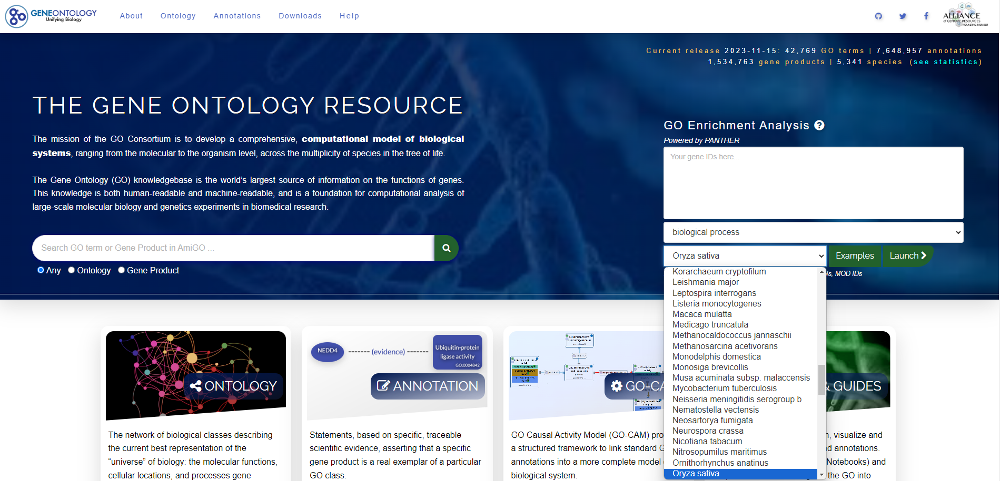 GENEONTOLOGY
Unifying Biology
About
Ontology
Annotations
Downloads
Help
ALLIANCE
of GENOME RESOURCES
FOUNDING MEMBER
Current release 2023-11-15: 42,769 GO terms | 7,648,957 annotations
1,534,763 gene products | 5,341 species (see statistics)
THE GENE ONTOLOGY RESOURCE
The mission of the GO Consortium is to develop a comprehensive, computational model of biological
systems, ranging from the molecular to the organism level, across the multiplicity of species in the tree of life.
The Gene Ontology (GO) knowledgebase is the world’s largest source of information on the functions of genes.
This knowledge is both human-readable and machine-readable, and is a foundation for computational analysis of
large-scale molecular biology and genetics experiments in biomedical research.
Search GO term or Gene Product in AmiGO ...
Any
Ontology
Gene Product
GO Enrichment Analysis ?
Powered by PANTHER
Your gene IDs here...
biological process
Oryza sativa
Examples
Launch
ls, MOD IDs
Korarchaeum cryptofilum
Leishmania major
Leptospira interrogans
Listeria monocytogenes
Macaca mulatta
Medicago truncatula
Methanocaldococcus jannaschii
Methanosarcina acetivorans
Monodelphis domestica
Monosiga brevicollis
Musa acuminata subsp. malaccensis
Mycobacterium tuberculosis
Neisseria meningitidis serogroup b
Nematostella vectensis
Neosartorya fumigata
Neurospora crassa
Nicotiana tabacum
Nitrosopumilus maritimus
Ornithorhynchus anatinus
Oryza sativa
ONTOLOGY
The network of biological classes describing
the current best representation of the
“universe” of biology: the molecular functions,
cellular locations, and processes gene
NEDD4
(evidence)
Ubiquitin-protein
ligase activity
GO:0004842
ANNOTATION
Statements, based on specific, traceable
scientific evidence, asserting that a specific
gene product is a real exemplar of a particular
GO class.
GO-CA
GO Causal Activity Model (GO-CAM) pro
a structured framework to link standard G
annotations into a more complete model
biological system.
& GUIDES
n, visualize and
d annotations.
Notebooks) and
the GO into